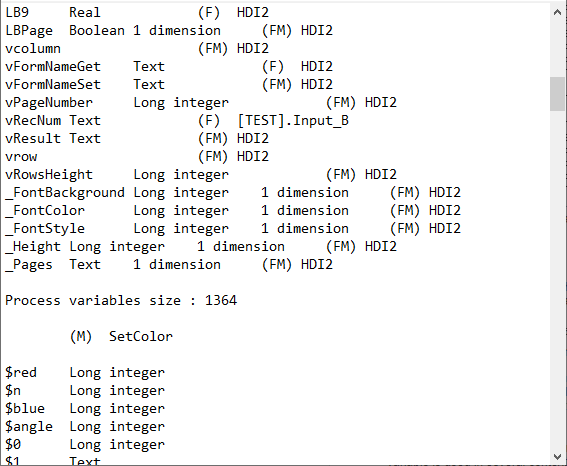 LB9     Real            (F)  HDI2
LBPage  Boolean 1 dimension     (FM) HDI2
vcolumn                 (FM) HDI2
vFormNameGet    Text            (F)  HDI2
vFormNameSet    Text            (FM) HDI2
vPageNumber     Long integer            (FM) HDI2
vRecNum Text            (F)  [TEST].Input_B
vResult Text            (FM) HDI2
vrow                    (FM) HDI2
vRowsHeight     Long integer            (FM) HDI2
_FontBackground Long integer    1 dimension     (FM) HDI2
_FontColor      Long integer    1 dimension     (FM) HDI2
_FontStyle      Long integer    1 dimension     (FM) HDI2
_Height Long integer    1 dimension     (FM) HDI2
_Pages  Text    1 dimension     (FM) HDI2
Process variables size : 1364
(M)  SetColor
$red    Long integer
$n      Long integer
$blue   Long integer
$angle  Long integer
$0      Long integer
$1      Text